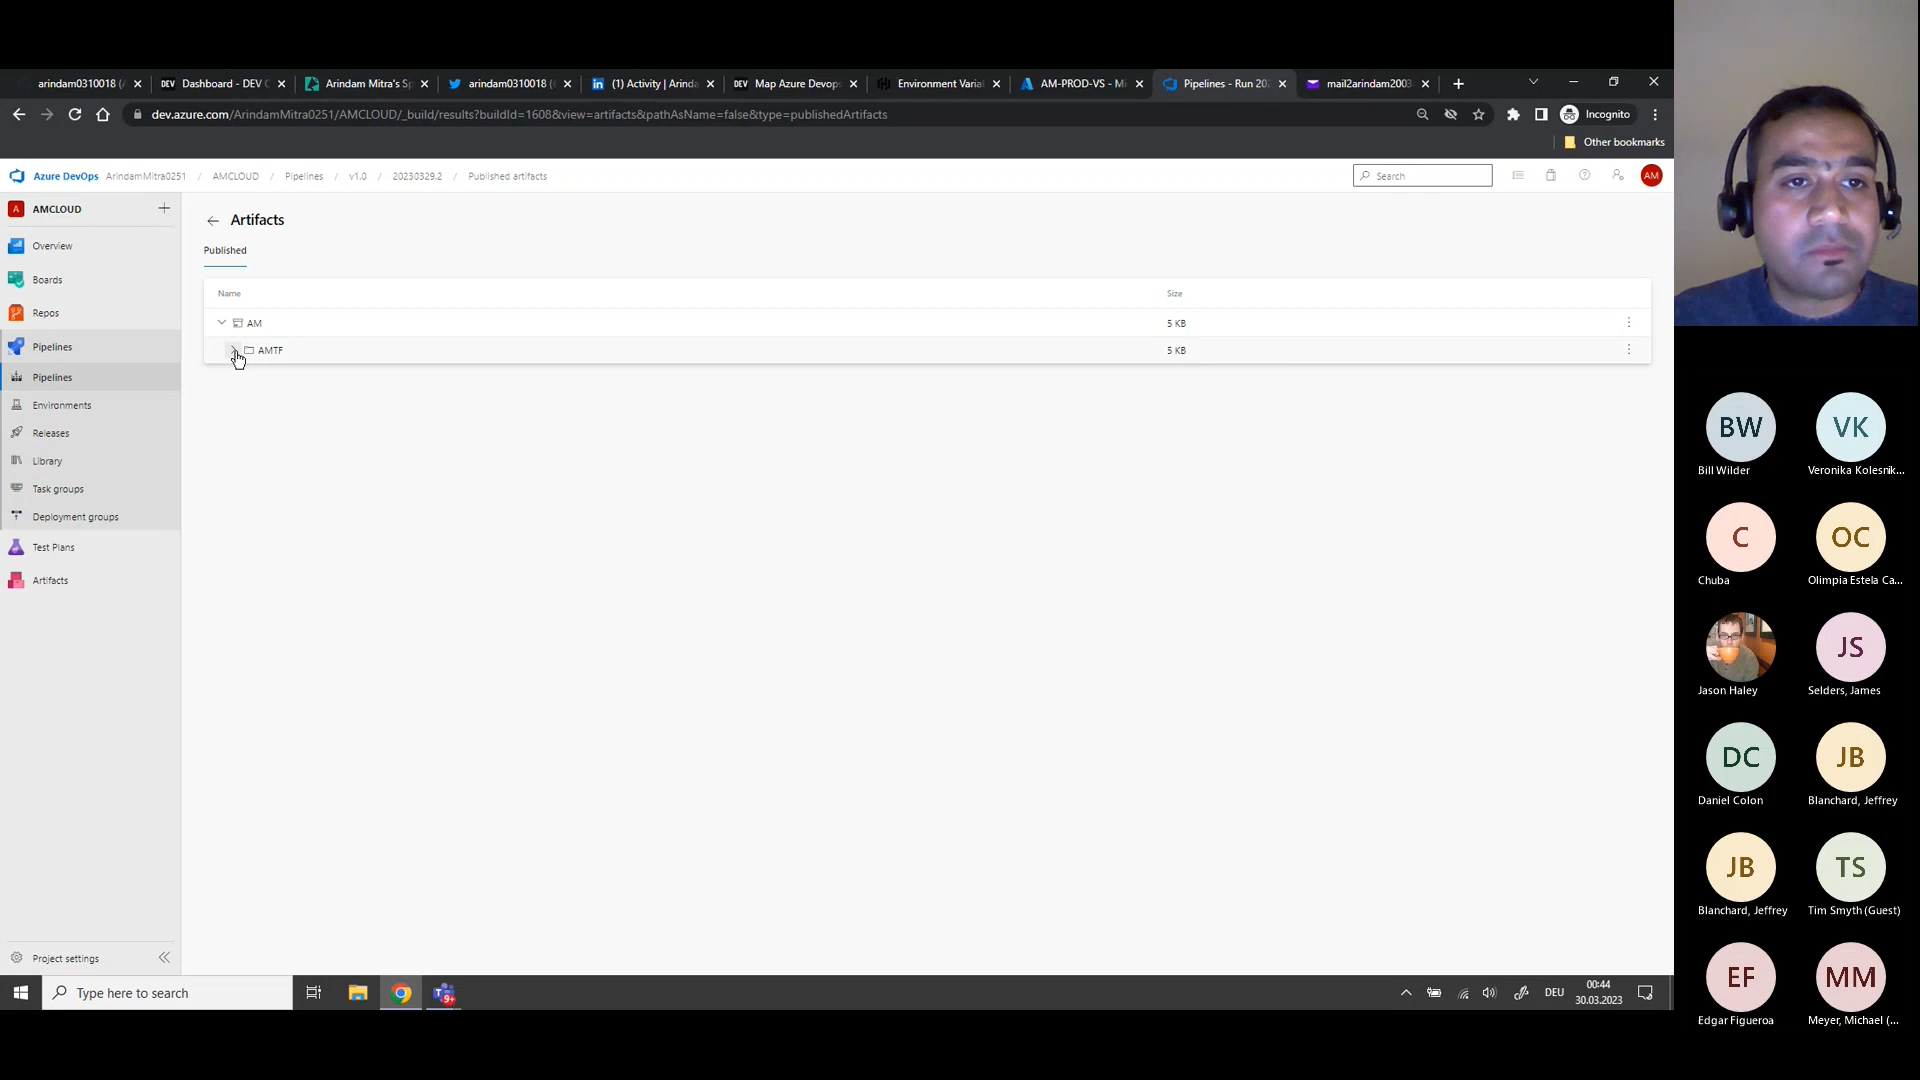 arindam0310018 (/
Dashboard - DEV C
Arindam Mitra's Sp
arindam0310018 (
(1) Activity | Arinda
Map Azure Devops
Environment Varia
AM-PROD-VS - Mi
Pipelines - Run 202
mail2arindam2003
dev.azure.com/ArindamMitra0251/AMCLOUD/_build/results?buildId=1608&view=artifacts&pathAsName=false&type=publishedArtifacts
Incognito
Other bookmarks
Azure DevOps ArindamMitra0251 / AMCLOUD / Pipelines / v1.0 / 20230329.2 / Published artifacts
Search
AM
A AMCLOUD
Overview
Boards
Repos
Pipelines
Pipelines
Environments
Releases
Library
Task groups
Deployment groups
Test Plans
Artifacts
Project settings
Artifacts
Published
Name Size
AM 5 KB
AMTF 5 KB
Type here to search
9+
DEU
00:44
30.03.2023
BW
Bill Wilder
VK
Veronika Kolesnik...
C
Chuba
OC
Olimpia Estela Ca...
Jason Haley
JS
Selders, James
DC
Daniel Colon
JB
Blanchard, Jeffrey
JB
Blanchard, Jeffrey
TS
Tim Smyth (Guest)
EF
Edgar Figueroa
MM
Meyer, Michael (...